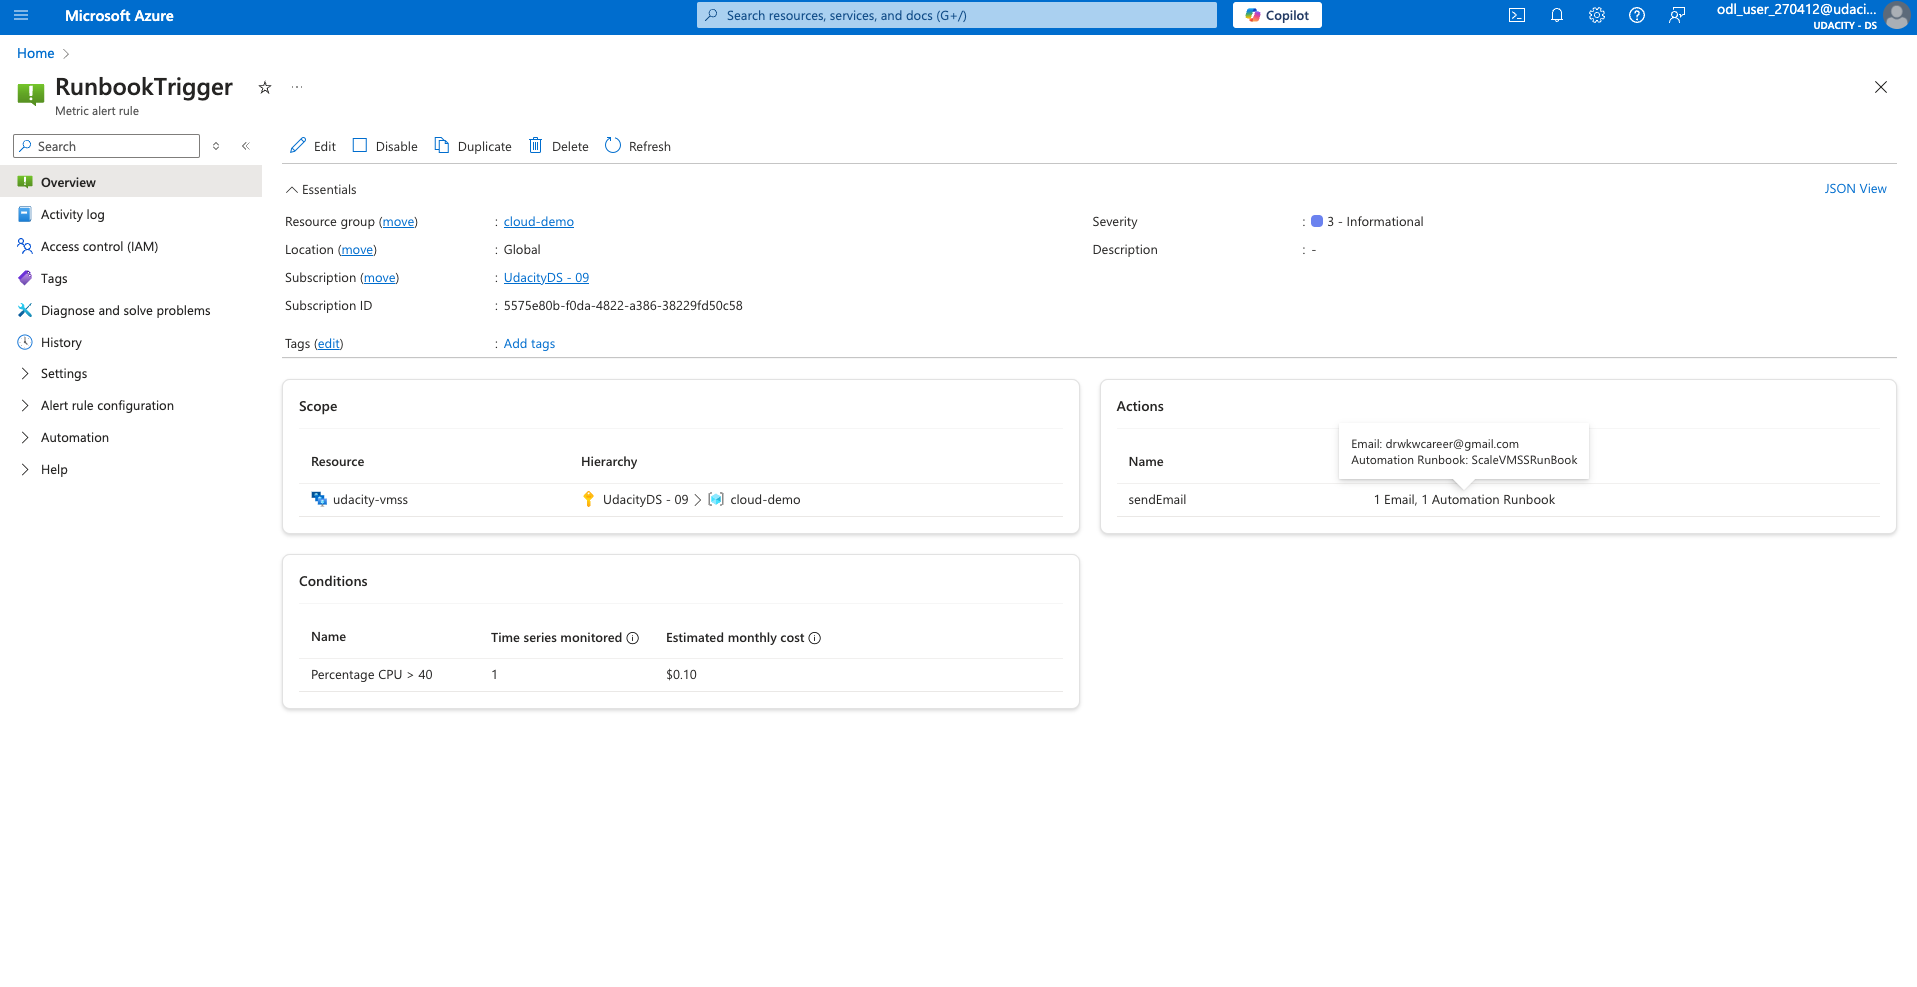 Microsoft Azure
Search resources, services, and docs (G+/)
Copilot
odl_user_270412@udaci...
UDACITY - DS
Home
RunbookTrigger
Metric alert rule
Search
Edit
Disable
Duplicate
Delete
Refresh
Overview
Activity log
Access control (IAM)
Tags
Diagnose and solve problems
History
Settings
Alert rule configuration
Automation
Help
Essentials
JSON View
Resource group (move) : cloud-demo
Location (move) : Global
Subscription (move) : UdacityDS - 09
Subscription ID : 5575e80b-f0da-4822-a386-38229fd50c58
Tags (edit) : Add tags
Severity : 3 - Informational
Description : -
Scope
Resource Hierarchy
udacity-vmss UdacityDS - 09 > cloud-demo
Actions
Email: drwkwcareer@gmail.com
Automation Runbook: ScaleVMSSRunBook
Name
sendEmail 1 Email, 1 Automation Runbook
Conditions
Name Time series monitored Estimated monthly cost
Percentage CPU > 40 1 $0.10